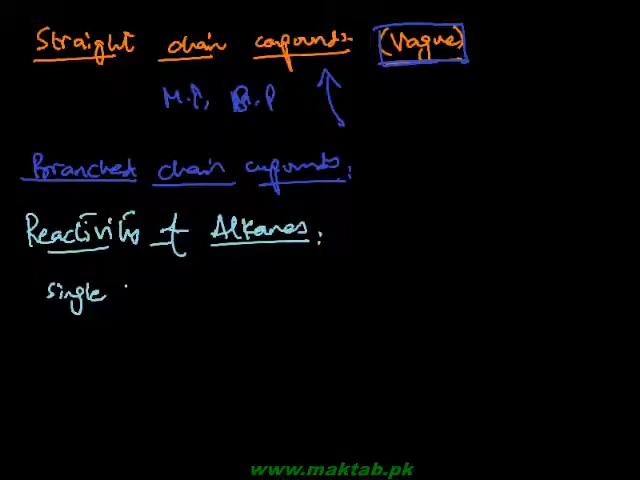 Straight chain compounds (Vague)
M.P, B.P
Branched chain compounds:
Reactivity of Alkanes:
single
www.maktab.pk